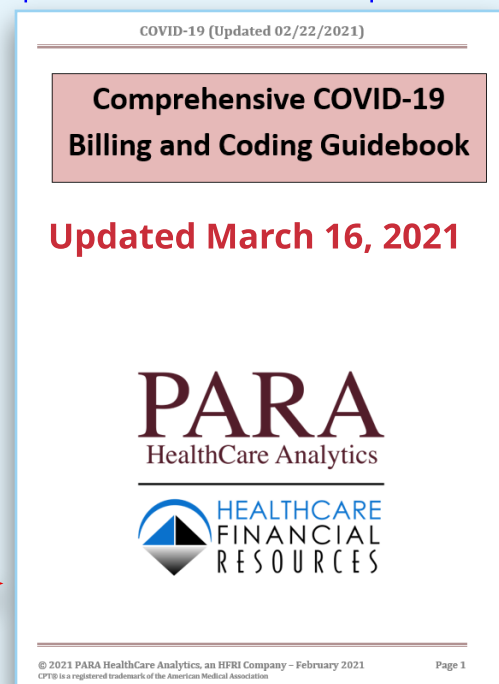 COVID-19 (Updated 02/22/2021)
Comprehensive COVID-19
Billing and Coding Guidebook
Updated March 16, 2021
PARA
HealthCare Analytics
HEALTHCARE
FINANCIAL
RESOURCES
© 2021 PARA HealthCare Analytics, an HFRI Company – February 2021 Page 1
CPT® is a registered trademark of the American Medical Association